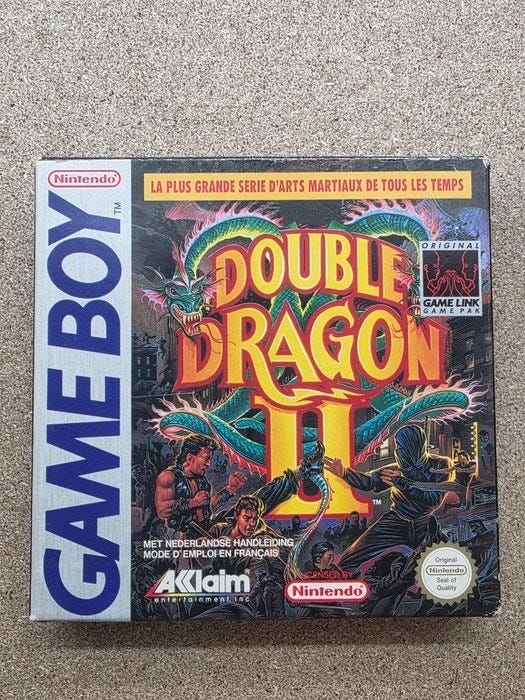 Nintendo
GAME BOY
TM
LA PLUS GRANDE SERIE D'ARTS MARTIAUX DE TOUS LES TEMPS
ORIGINAL
GAME LINK
GAME PAK
DOUBLE
DRAGON
II
TM
MET NEDERLANDSE HANDLEIDING
MODE D'EMPLOI EN FRANÇAIS
AKKlaim
entertainment, inc.
LICENSED BY
Nintendo
Original
Nintendo
Seal of
Quality